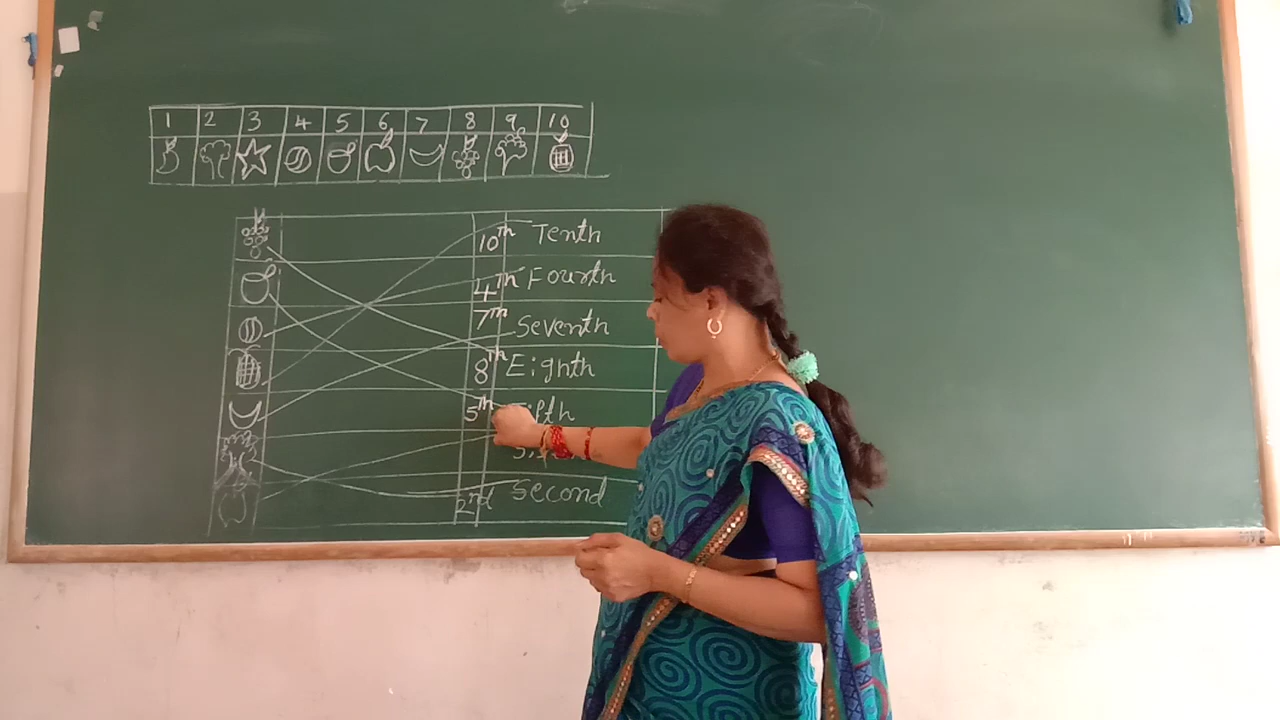 1 2 3 4 5 6 7 8 9 10
10th Tenth
4th Fourth
7th Seventh
8th Eighth
5th Fifth
2nd Second